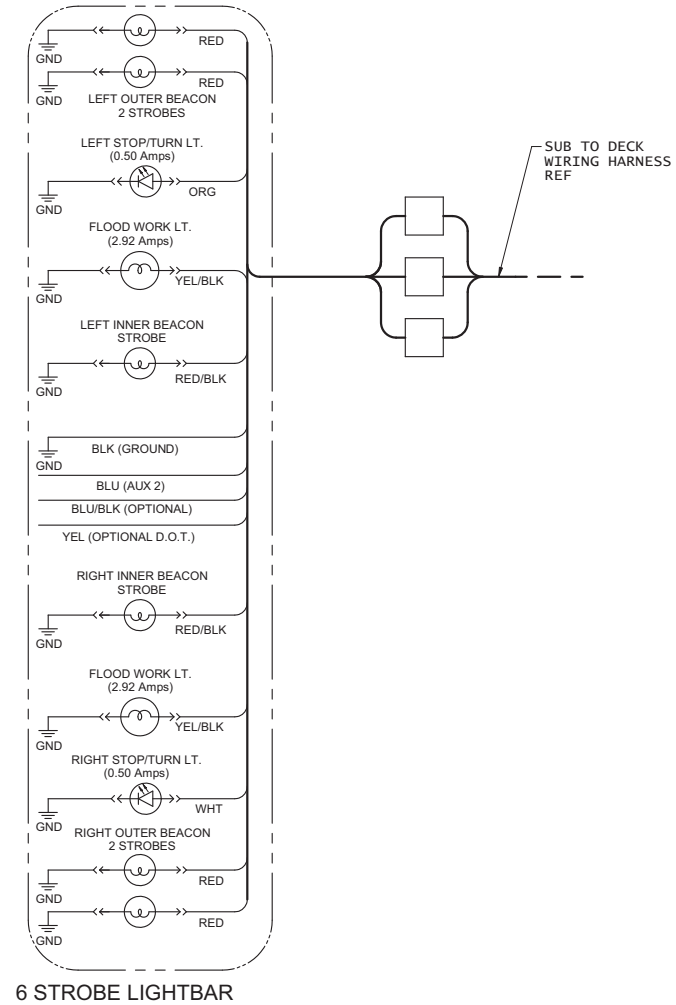 RED
GND
RED
GND
LEFT OUTER BEACON
2 STROBES
LEFT STOP/TURN LT.
(0.50 Amps)
ORG
GND
FLOOD WORK LT.
(2.92 Amps)
YEL/BLK
GND
LEFT INNER BEACON
STROBE
RED/BLK
GND
BLK (GROUND)
GND
BLU (AUX 2)
BLU/BLK (OPTIONAL)
YEL (OPTIONAL D.O.T.)
RIGHT INNER BEACON
STROBE
RED/BLK
GND
FLOOD WORK LT.
(2.92 Amps)
YEL/BLK
GND
RIGHT STOP/TURN LT.
(0.50 Amps)
WHT
GND
RIGHT OUTER BEACON
2 STROBES
RED
GND
RED
GND
6 STROBE LIGHTBAR
SUB TO DECK
WIRING HARNESS
REF